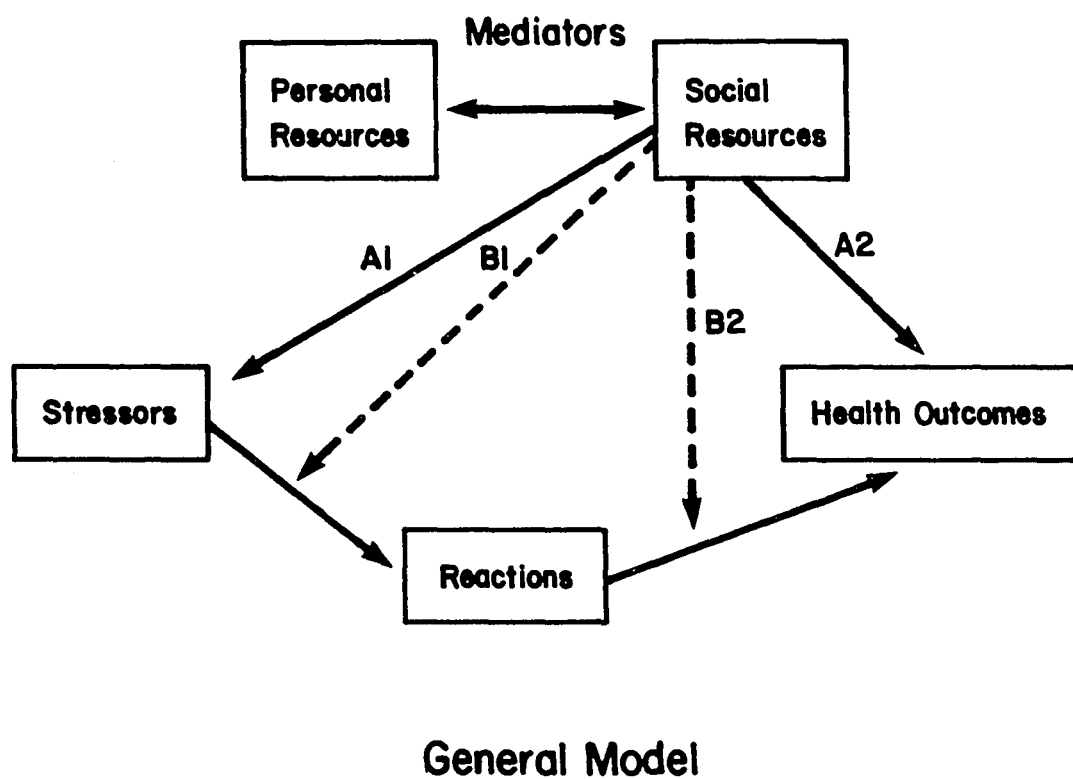 Mediators
Personal
Resources
Social
Resources
A1
B1
A2
B2
Stressors
Health Outcomes
Reactions
General Model